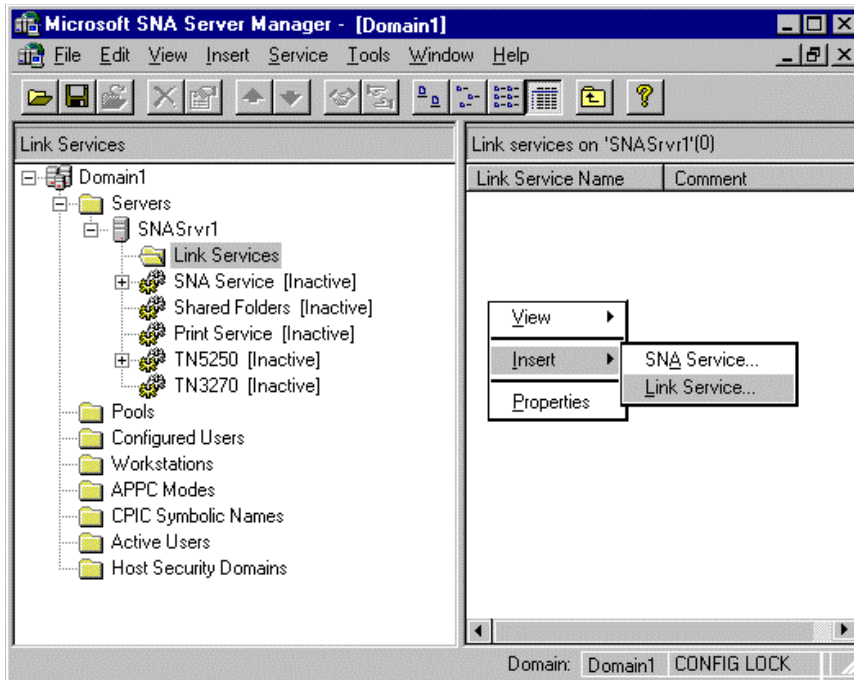 Microsoft SNA Server Manager - [Domain1]
File Edit View Insert Service Tools Window Help
Link Services
Domain1
Servers
SNASrvr1
Link Services
SNA Service [Inactive]
Shared Folders [Inactive]
Print Service [Inactive]
TN5250 [Inactive]
TN3270 [Inactive]
Pools
Configured Users
Workstations
APPC Modes
CPIC Symbolic Names
Active Users
Host Security Domains
Link services on 'SNASrvr1'(0)
Link Service Name Comment
View
Insert
Properties
SNA Service...
Link Service...
Domain: Domain1 CONFIG LOCK